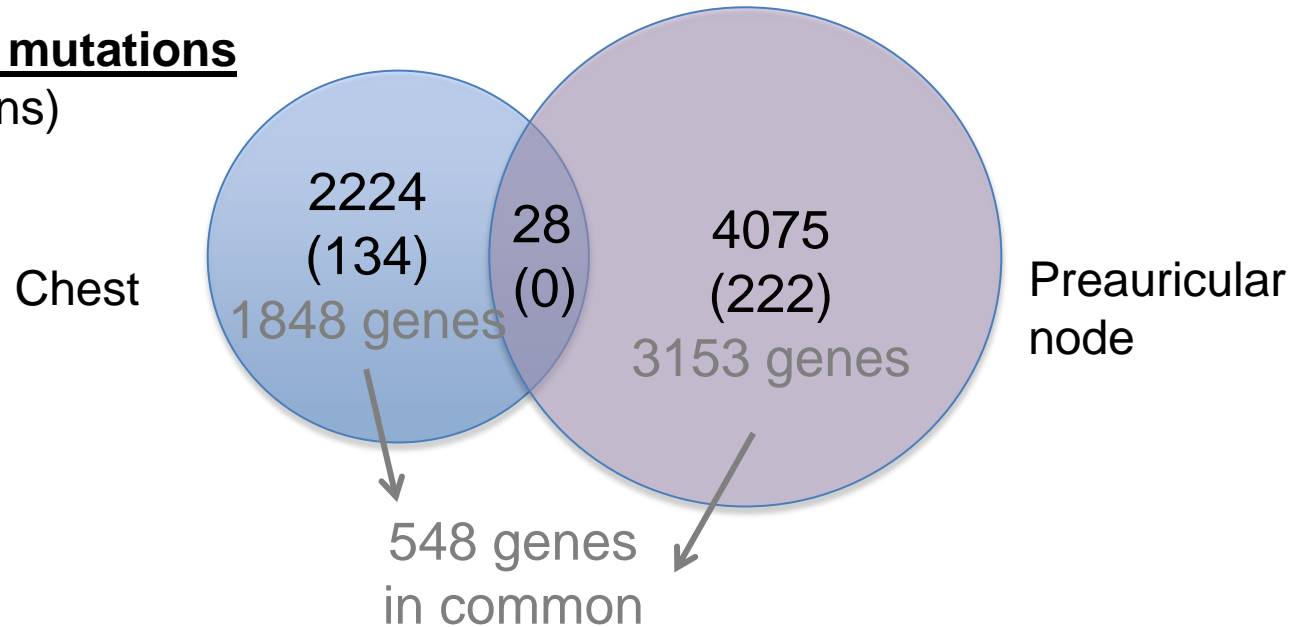 mutations
ns)
2224
(134)
1848 genes
28
(0)
4075
(222)
3153 genes
Chest
Preauricular
node
548 genes
in common